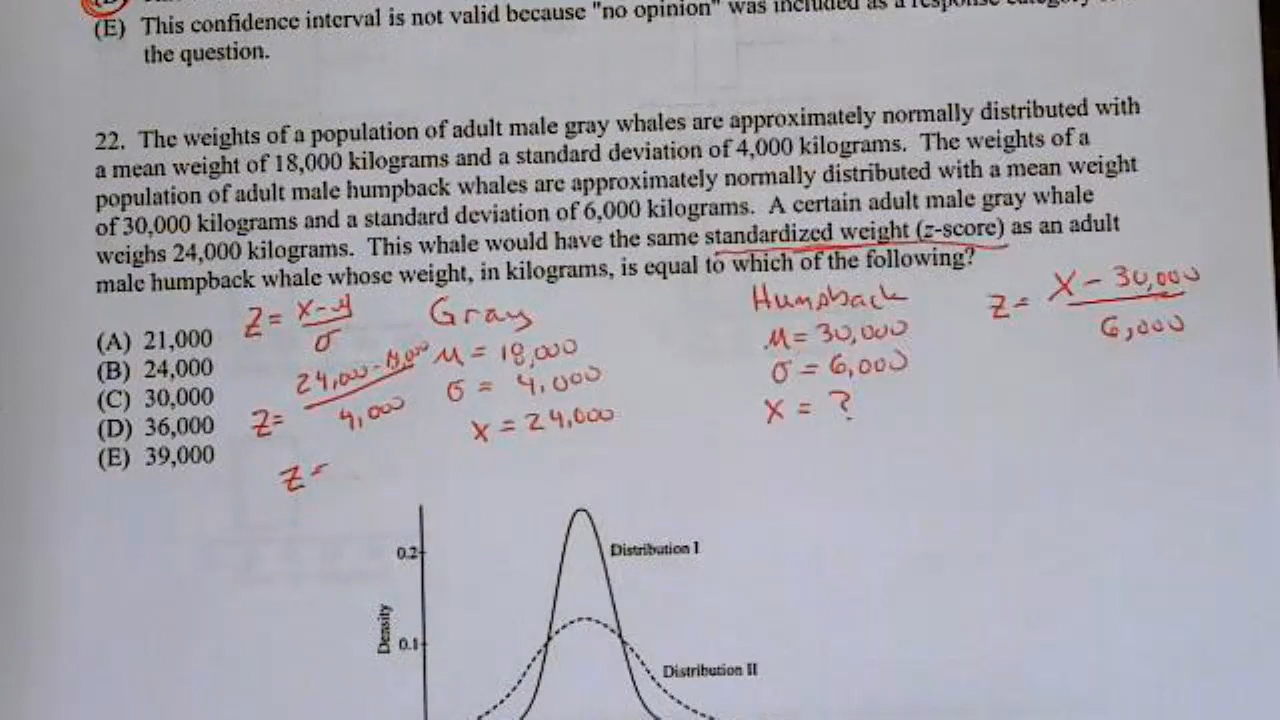 (E) This confidence interval is not valid because "no opinion" was included as a response category
the question.
22. The weights of a population of adult male gray whales are approximately normally distributed with
a mean weight of 18,000 kilograms and a standard deviation of 4,000 kilograms. The weights of a
population of adult male humpback whales are approximately normally distributed with a mean weight
of 30,000 kilograms and a standard deviation of 6,000 kilograms. A certain adult male gray whale
weighs 24,000 kilograms. This whale would have the same standardized weight (z-score) as an adult
male humpback whale whose weight, in kilograms, is equal to which of the following?
(A) 21,000
(B) 24,000
(C) 30,000
(D) 36,000
(E) 39,000
Z = X-μ
σ
Z = 24,000 - 18,000
4,000
Z =
Gray
μ = 18,000
σ = 4,000
X = 24,000
Humpback
μ = 30,000
σ = 6,000
X = ?
Z = X - 30,000
6,000
0.2
Distribution I
Density
0.1
Distribution II